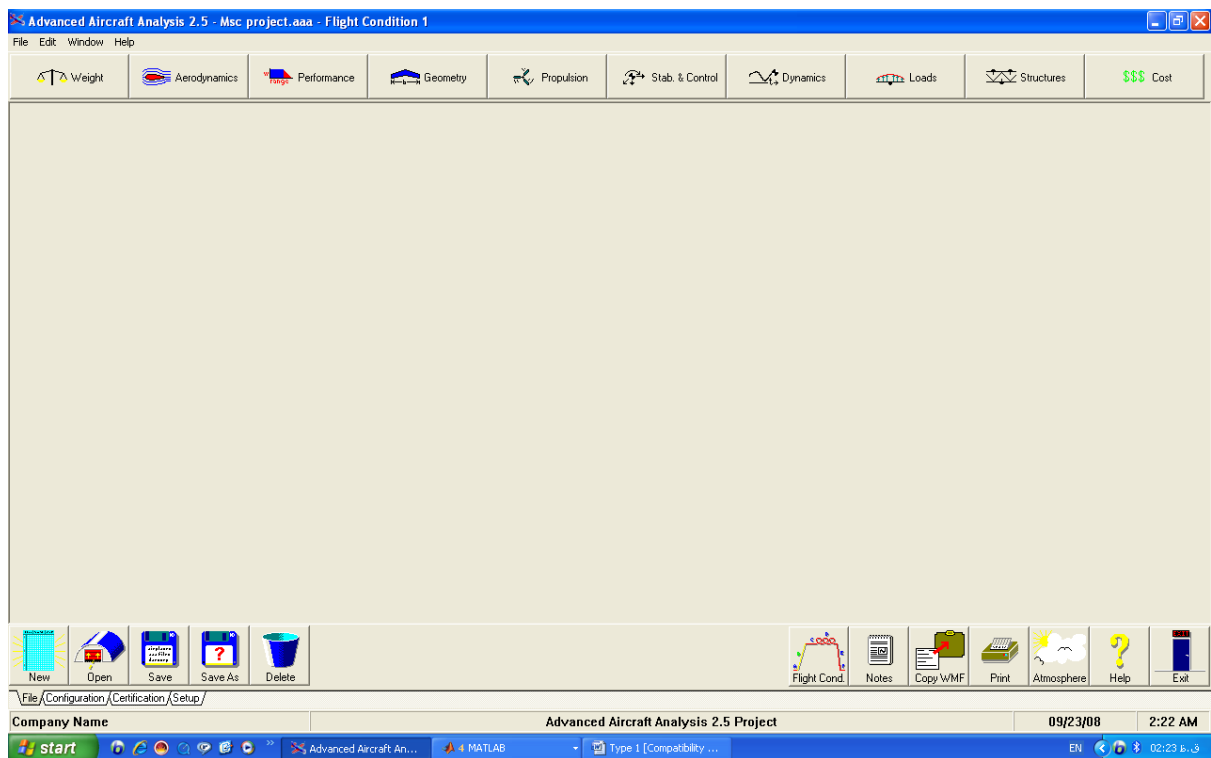 Advanced Aircraft Analysis 2.5 - Msc project.aaa - Flight Condition 1
File Edit Window Help
Weight Aerodynamics range Performance Geometry Propulsion Stab. & Control Dynamics Loads Structures $$$ Cost
New Open Save Save As Delete Flight Cond. Notes Copy WMF Print Atmosphere Help Exit
File Configuration Certification Setup
Company Name Advanced Aircraft Analysis 2.5 Project 09/23/08 2:22 AM
start Advanced Aircraft An... 4 MATLAB Type 1 [Compatibility ... EN 02:23 ق.ظ